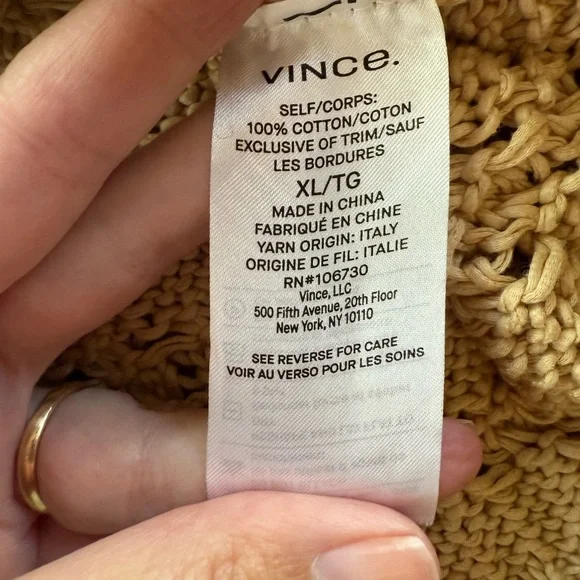 VINCE.
SELF/CORPS:
100% COTTON/COTON
EXCLUSIVE OF TRIM/SAUF
LES BORDURES
XL/TG
MADE IN CHINA
FABRIQUÉ EN CHINE
YARN ORIGIN: ITALY
ORIGINE DE FIL: ITALIE
RN#106730
Vince, LLC
500 Fifth Avenue, 20th Floor
New York, NY 10110
SEE REVERSE FOR CARE
VOIR AU VERSO POUR LES SOINS